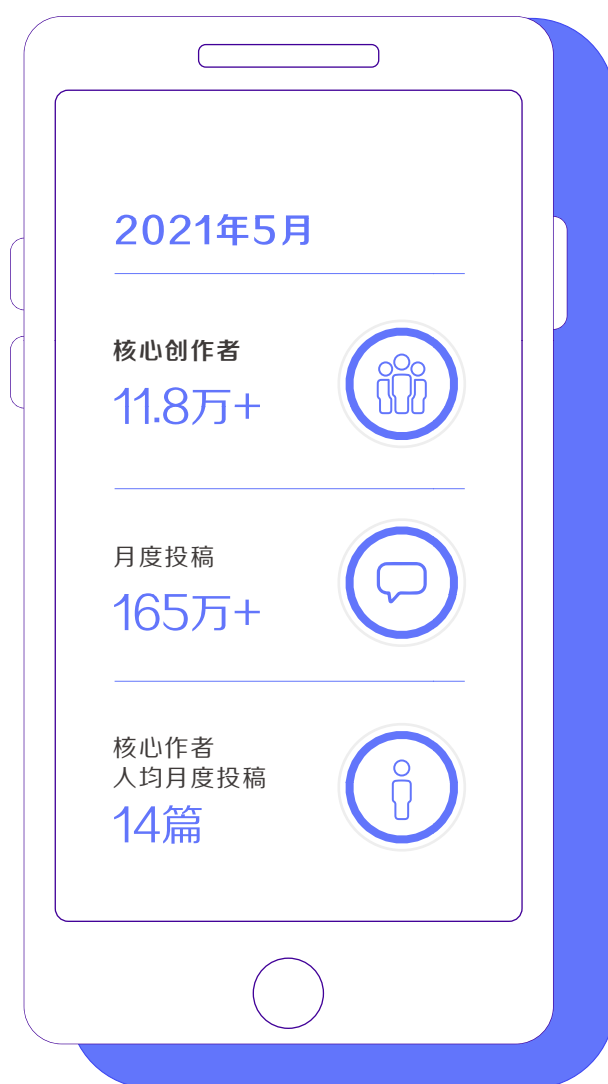 2021年5月
核心创作者
11.8万+
月度投稿
165万+
核心作者
人均月度投稿
14篇